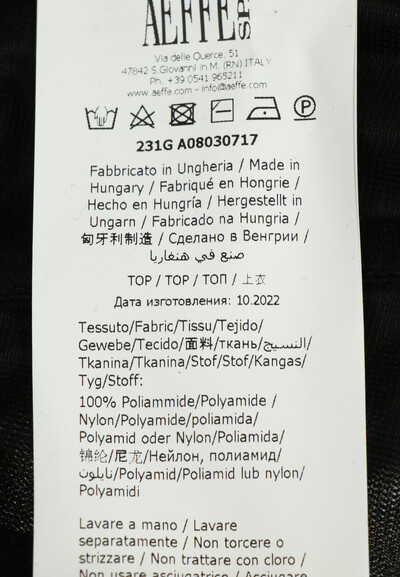 AEFFE SPA
Via delle Querce, 51
47842 S.Giovanni in M. (RN) ITALY
Ph. +39 0541 965211
www.aeffe.com - info@aeffe.com
231G A08030717
Fabbricato in Ungheria / Made in
Hungary / Fabriqué en Hongrie /
Hecho en Hungría / Hergestellt in
Ungarn / Fabricado na Hungria /
匈牙利制造 / Сделано в Венгрии /
صنع في هنغاريا
TOP / TOP / ТОП / 上衣
Дата изготовления: 10.2022
Tessuto/Fabric/Tissu/Tejido/
Gewebe/Tecido/面料/ткань/النسيج/
Tkanina/Tkanina/Stof/Stof/Kangas/
Tyg/Stoff:
100% Poliammide/Polyamide /
Nylon/Polyamide/poliamida/
Polyamid oder Nylon/Poliamida/
锦纶/尼龙/Нейлон, полиамид/
نايلون/Polyamid/Poliamid lub nylon/
Polyamidi
Lavare a mano / Lavare
separatamente / Non torcere o
strizzare / Non trattare con cloro /
Non usare asciugatrice / Asciugare